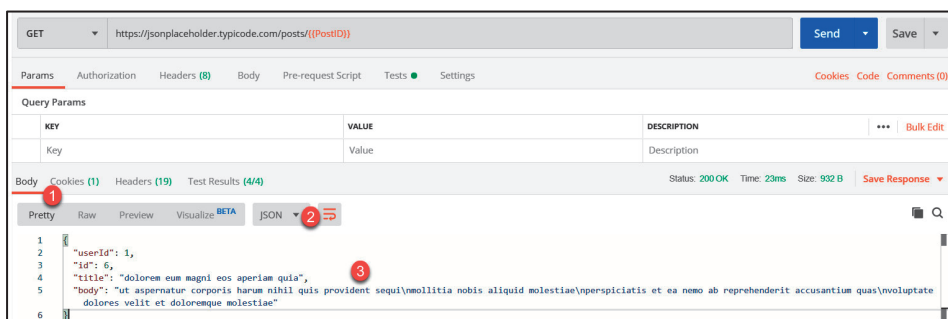 GET https://jsonplaceholder.typicode.com/posts/{{PostID}} Send Save
Params Authorization Headers (8) Body Pre-request Script Tests Settings Cookies Code Comments (0)
Query Params
KEY VALUE DESCRIPTION ••• Bulk Edit
Key Value Description
Body Cookies (1) Headers (19) Test Results (4/4) Status: 200 OK Time: 23ms Size: 932 B Save Response
1
Pretty Raw Preview Visualize BETA JSON 2
1 {
2 "userId": 1,
3 "id": 6,
4 "title": "dolorem eum magni eos aperiam quia", 3
5 "body": "ut aspernatur corporis harum nihil quis provident sequi\nmollitia nobis aliquid molestiae\nperspiciatis et ea nemo ab reprehenderit accusantium quas\nvoluptate
dolores velit et doloremque molestiae"
6 }